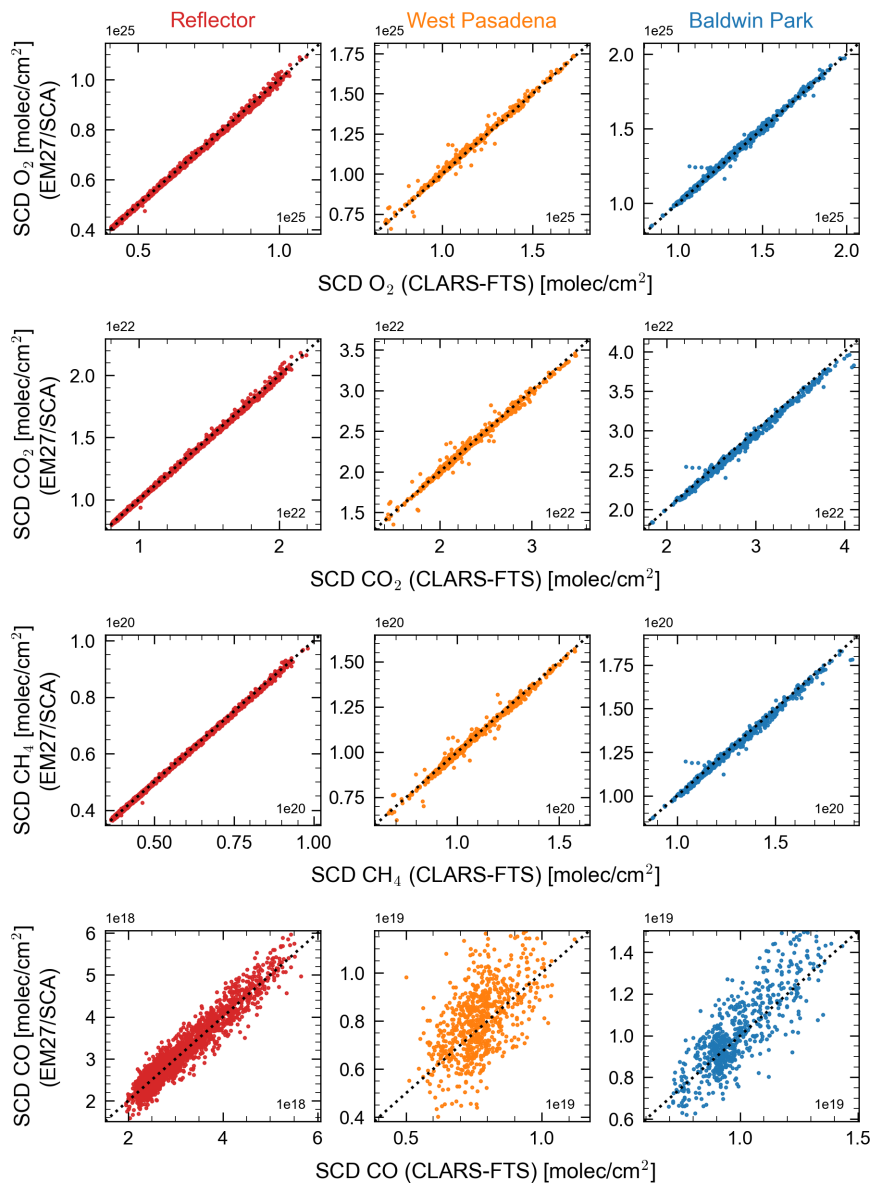 Reflector West Pasadena Baldwin Park
1e25 1e25 1e25
SCD O₂ [molec/cm²]
(EM27/SCA)
1.0 0.8 0.6 0.4
1.75 1.50 1.25 1.00 0.75
2.0 1.5 1.0
1e25 1e25 1e25
0.5 1.0 1.0 1.5 1.0 1.5 2.0
SCD O₂ (CLARS-FTS) [molec/cm²]
1e22 1e22 1e22
SCD CO₂ [molec/cm²]
(EM27/SCA)
2.0 1.5 1.0
3.5 3.0 2.5 2.0 1.5
4.0 3.5 3.0 2.5 2.0
1e22 1e22 1e22
1 2 2 3 2 3 4
SCD CO₂ (CLARS-FTS) [molec/cm²]
1e20 1e20 1e20
SCD CH₄ [molec/cm²]
(EM27/SCA)
1.0 0.8 0.6 0.4
1.50 1.25 1.00 0.75
1.75 1.50 1.25 1.00
1e20 1e20 1e20
0.50 0.75 1.00 1.0 1.5 1.0 1.5
SCD CH₄ (CLARS-FTS) [molec/cm²]
1e18 1e19 1e19
SCD CO [molec/cm²]
(EM27/SCA)
6 5 4 3 2
1.0 0.8 0.6 0.4
1.4 1.2 1.0 0.8 0.6
1e18 1e19 1e19
2 4 6 0.5 1.0 1.0 1.5
SCD CO (CLARS-FTS) [molec/cm²]